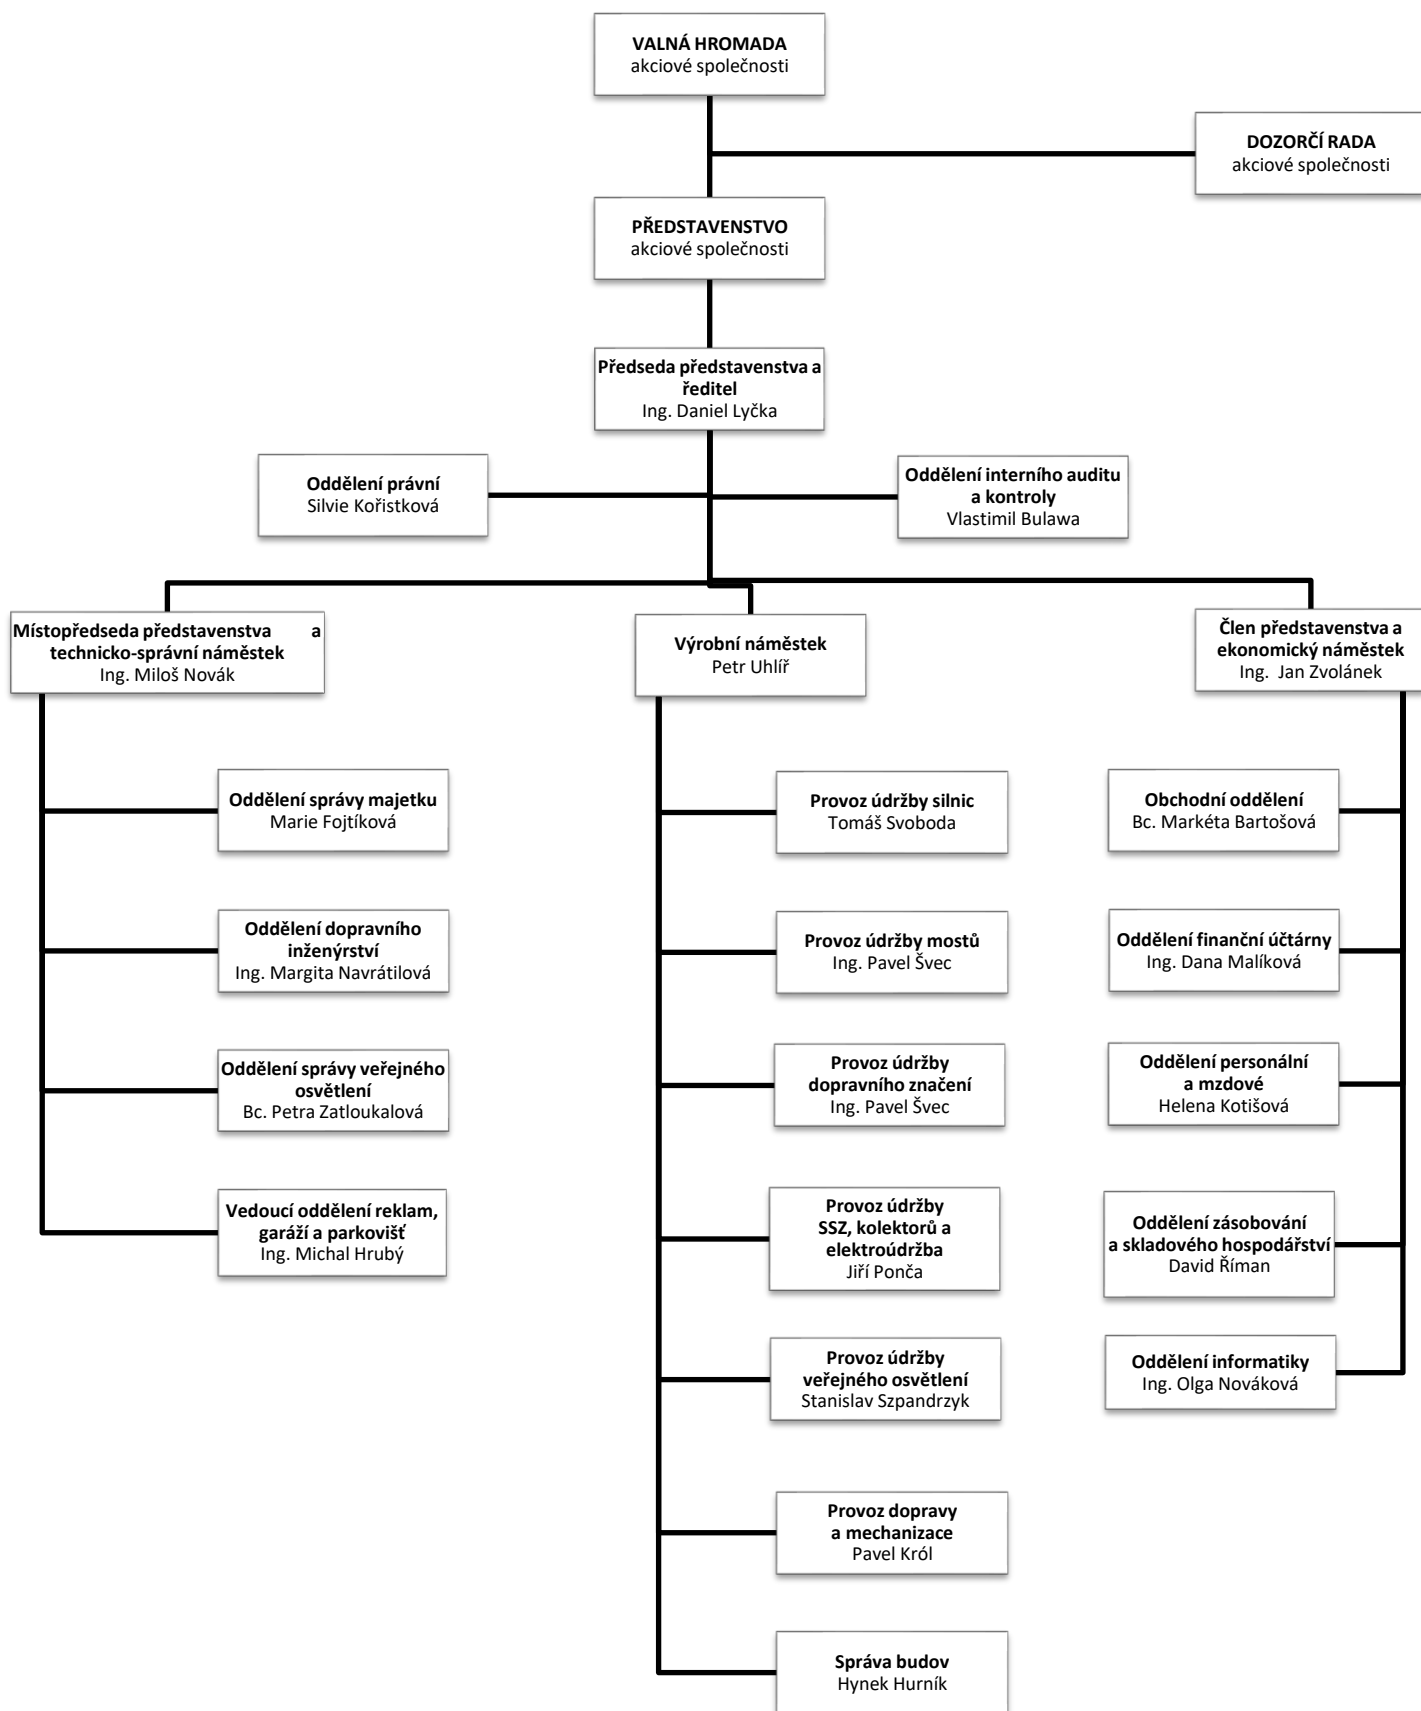 VALNÁ HROMADA
akciové společnosti
DOZORČÍ RADA
akciové společnosti
PŘEDSTAVENSTVO
akciové společnosti
Předseda představenstva a
ředitel
Ing. Daniel Lyčka
Oddělení právní
Silvie Kořistková
Oddělení interního auditu
a kontroly
Vlastimil Bulawa
Místopředseda představenstva a
technicko-správní náměstek
Ing. Miloš Novák
Výrobní náměstek
Petr Uhlíř
Člen představenstva a
ekonomický náměstek
Ing. Jan Zvolánek
Oddělení správy majetku
Marie Fojtíková
Oddělení dopravního
inženýrství
Ing. Margita Navrátilová
Oddělení správy veřejného
osvětlení
Bc. Petra Zatloukalová
Vedoucí oddělení reklam,
garáží a parkovišť
Ing. Michal Hrubý
Provoz údržby silnic
Tomáš Svoboda
Provoz údržby mostů
Ing. Pavel Švec
Provoz údržby
dopravního značení
Ing. Pavel Švec
Provoz údržby
SSZ, kolektorů a
elektroúdržba
Jiří Ponča
Provoz údržby
veřejného osvětlení
Stanislav Szpandrzyk
Provoz dopravy
a mechanizace
Pavel Król
Správa budov
Hynek Hurník
Obchodní oddělení
Bc. Markéta Bartošová
Oddělení finanční účtárny
Ing. Dana Malíková
Oddělení personální
a mzdové
Helena Kotišová
Oddělení zásobování
a skladového hospodářství
David Říman
Oddělení informatiky
Ing. Olga Nováková